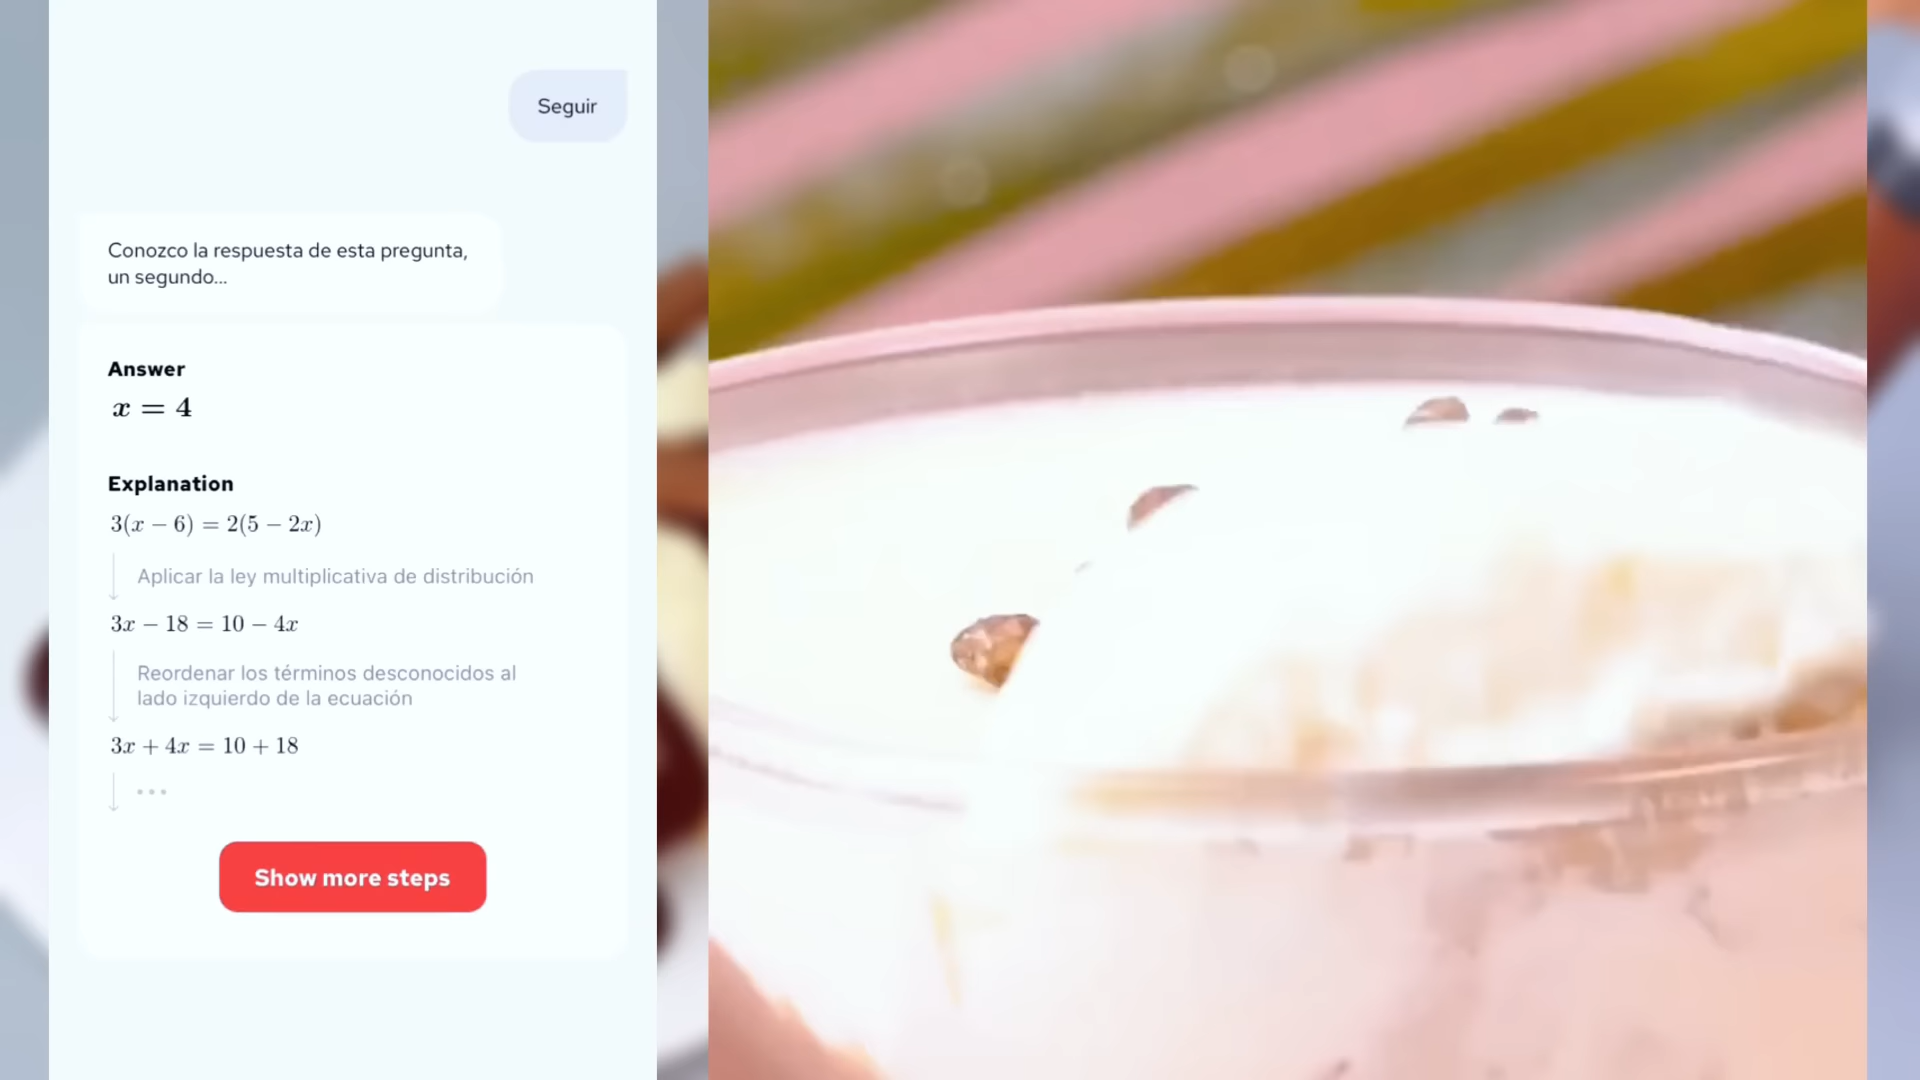 Seguir
Conozco la respuesta de esta pregunta,
un segundo...
Answer
x = 4
Explanation
3(x − 6) = 2(5 − 2x)
Aplicar la ley multiplicativa de distribución
3x − 18 = 10 − 4x
Reordenar los términos desconocidos al
lado izquierdo de la ecuación
3x + 4x = 10 + 18
...
Show more steps